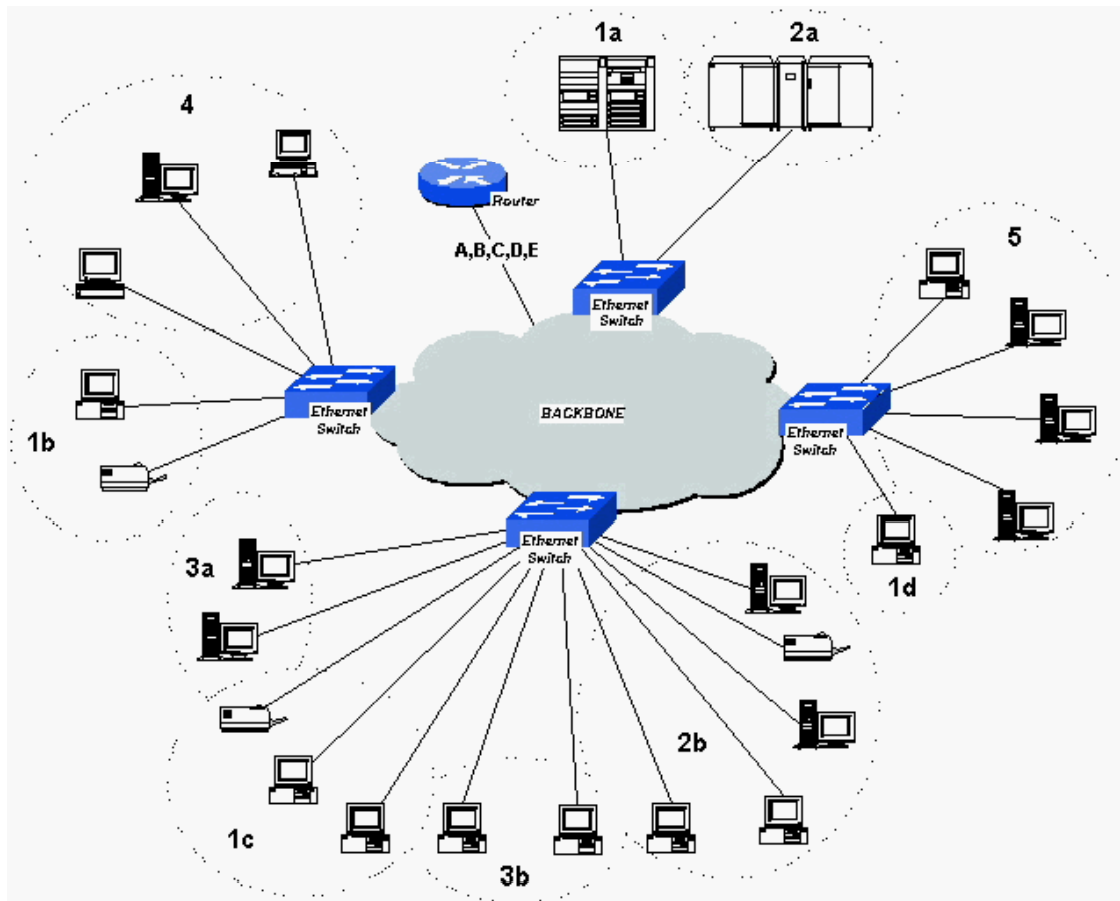 1a
2a
4
Router
A,B,C,D,E
5
Ethernet
Switch
Ethernet
Switch
BACKBONE
Ethernet
Switch
1b
Ethernet
Switch
3a
1d
2b
1c
3b